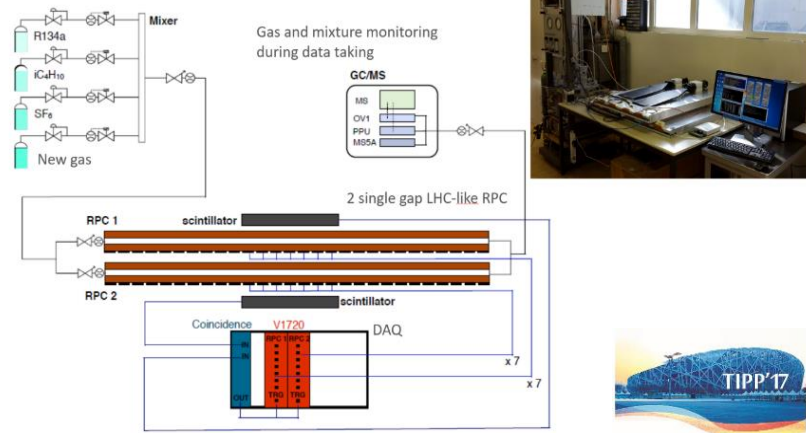 Mixer
R134a
iC₄H₁₀
SF₆
New gas
Gas and mixture monitoring
during data taking
GC/MS
MS
OV1
PPU
MS5A
2 single gap LHC-like RPC
RPC 1
scintillator
RPC 2
scintillator
Coincidence
V1720
DAQ
RPC 1
RPC 2
IN
IN
OUT
TRG
TRG
x 7
x 7
TIPP'17